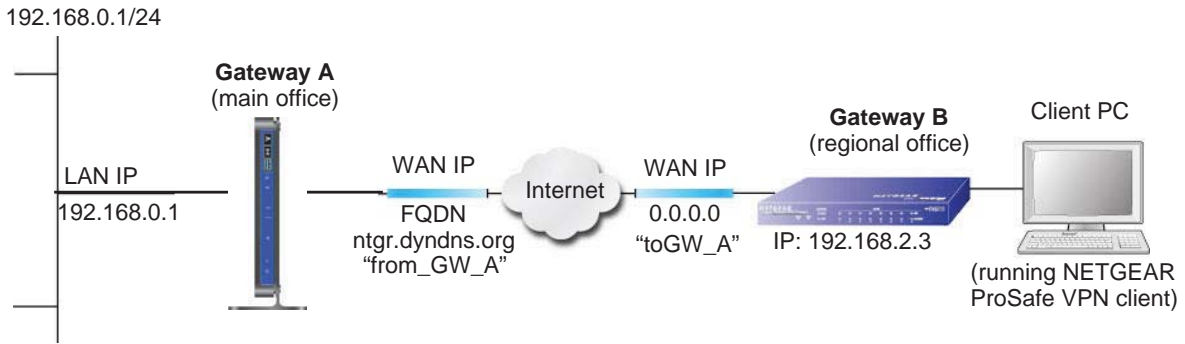 192.168.0.1/24
Gateway A
(main office)
LAN IP
192.168.0.1
WAN IP
FQDN
ntgr.dyndns.org
“from_GW_A”
Internet
WAN IP
0.0.0.0
“toGW_A”
Gateway B
(regional office)
NETGEAR
IP: 192.168.2.3
Client PC
(running NETGEAR
ProSafe VPN client)